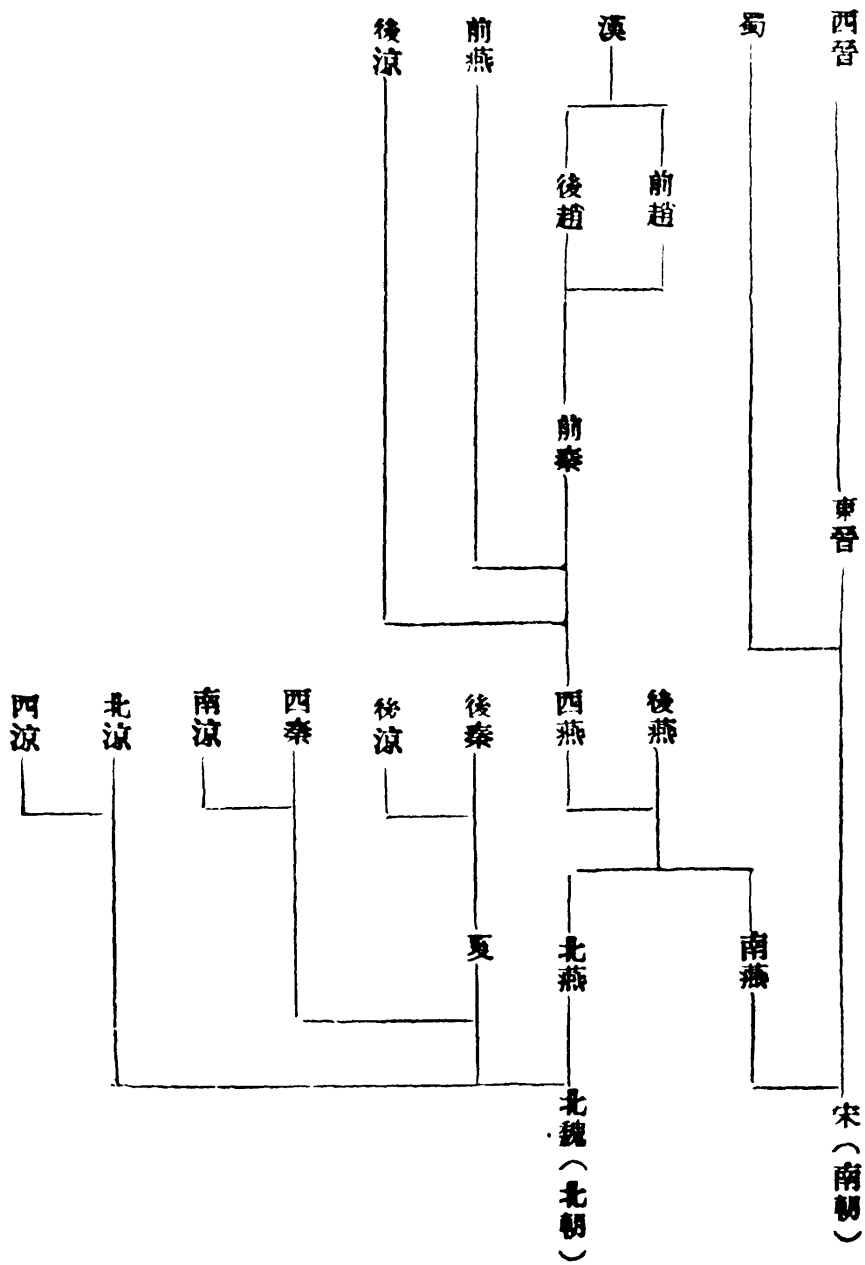 西晉
蜀
漢
前燕
後涼
前趙
後趙
前秦
東晉
後燕
西燕
後秦
後涼
西秦
南涼
北涼
西涼
南燕
北燕
夏
宋（南朝）
北魏（北朝）